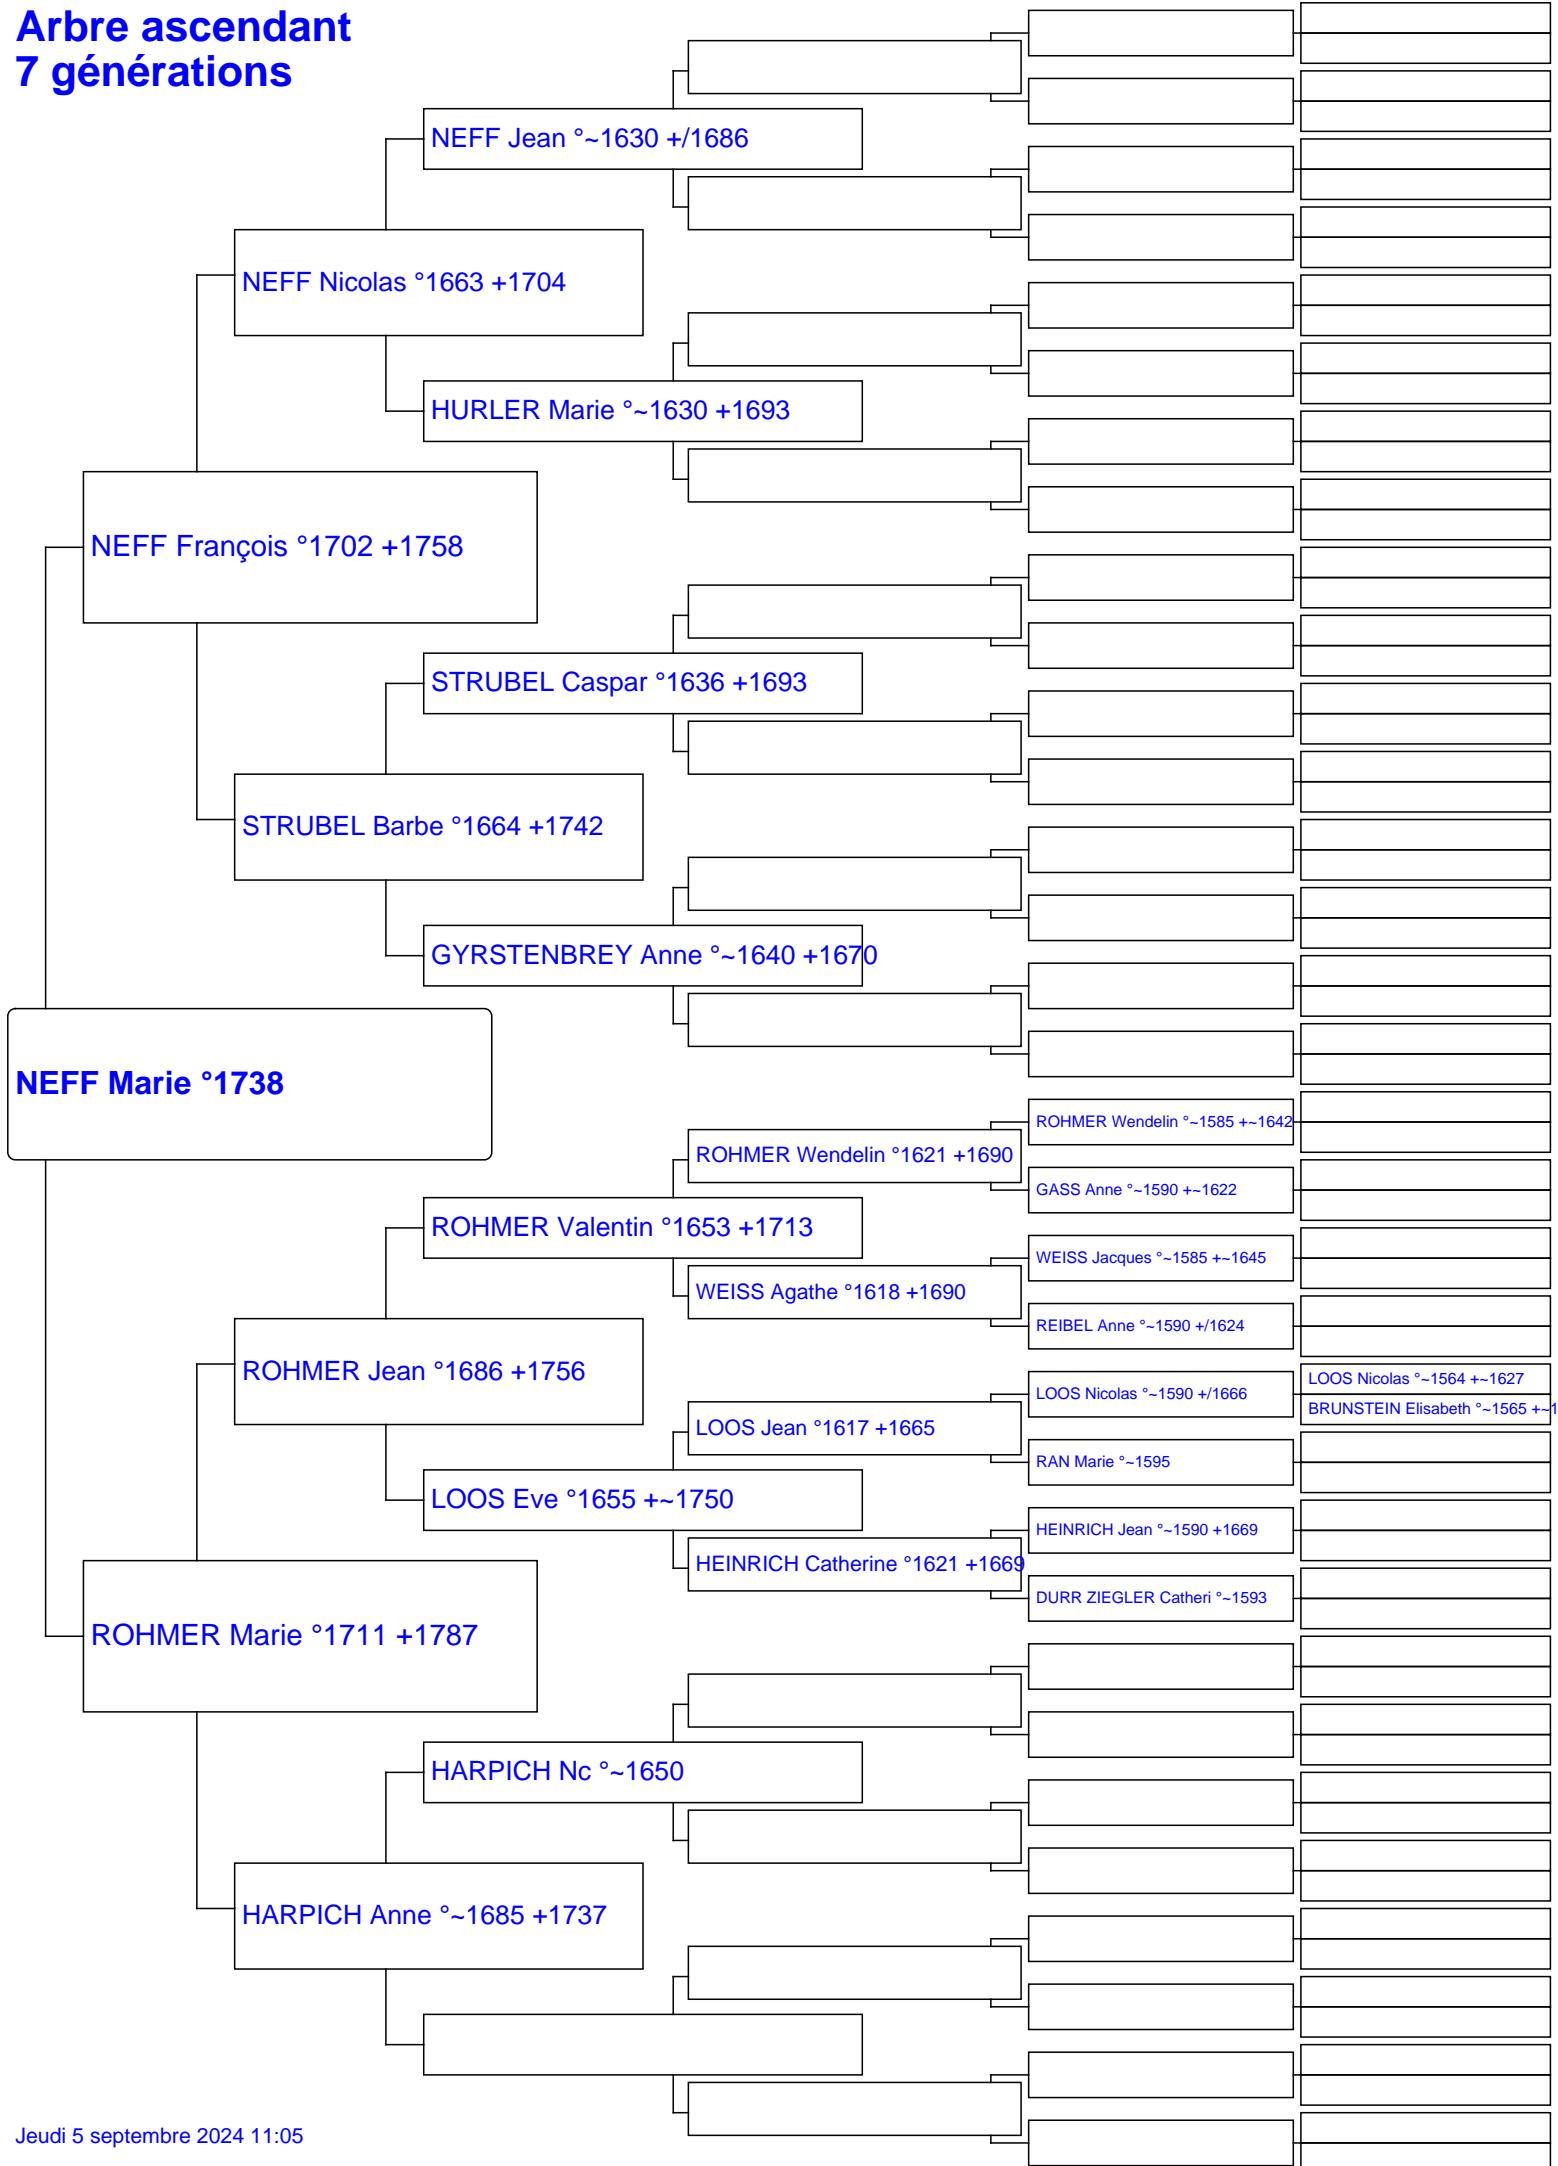 Arbre ascendant
7 générations
NEFF Jean °~1630 +/1686
NEFF Nicolas °1663 +1704
HURLER Marie °~1630 +1693
NEFF François °1702 +1758
STRUBEL Caspar °1636 +1693
STRUBEL Barbe °1664 +1742
GYRSTENBREY Anne °~1640 +1670
NEFF Marie °1738
ROHMER Wendelin °~1585 +~1642
ROHMER Wendelin °1621 +1690
GASS Anne °~1590 +~1622
ROHMER Valentin °1653 +1713
WEISS Jacques °~1585 +~1645
WEISS Agathe °1618 +1690
REIBEL Anne °~1590 +/1624
ROHMER Jean °1686 +1756
LOOS Nicolas °~1564 +~1627
LOOS Nicolas °~1590 +/1666
BRUNSTEIN Elisabeth °~1565 +~1
LOOS Jean °1617 +1665
RAN Marie °~1595
LOOS Eve °1655 +~1750
HEINRICH Jean °~1590 +1669
HEINRICH Catherine °1621 +1669
DURR ZIEGLER Catheri °~1593
ROHMER Marie °1711 +1787
HARPICH Nc °~1650
HARPICH Anne °~1685 +1737
Jeudi 5 septembre 2024 11:05